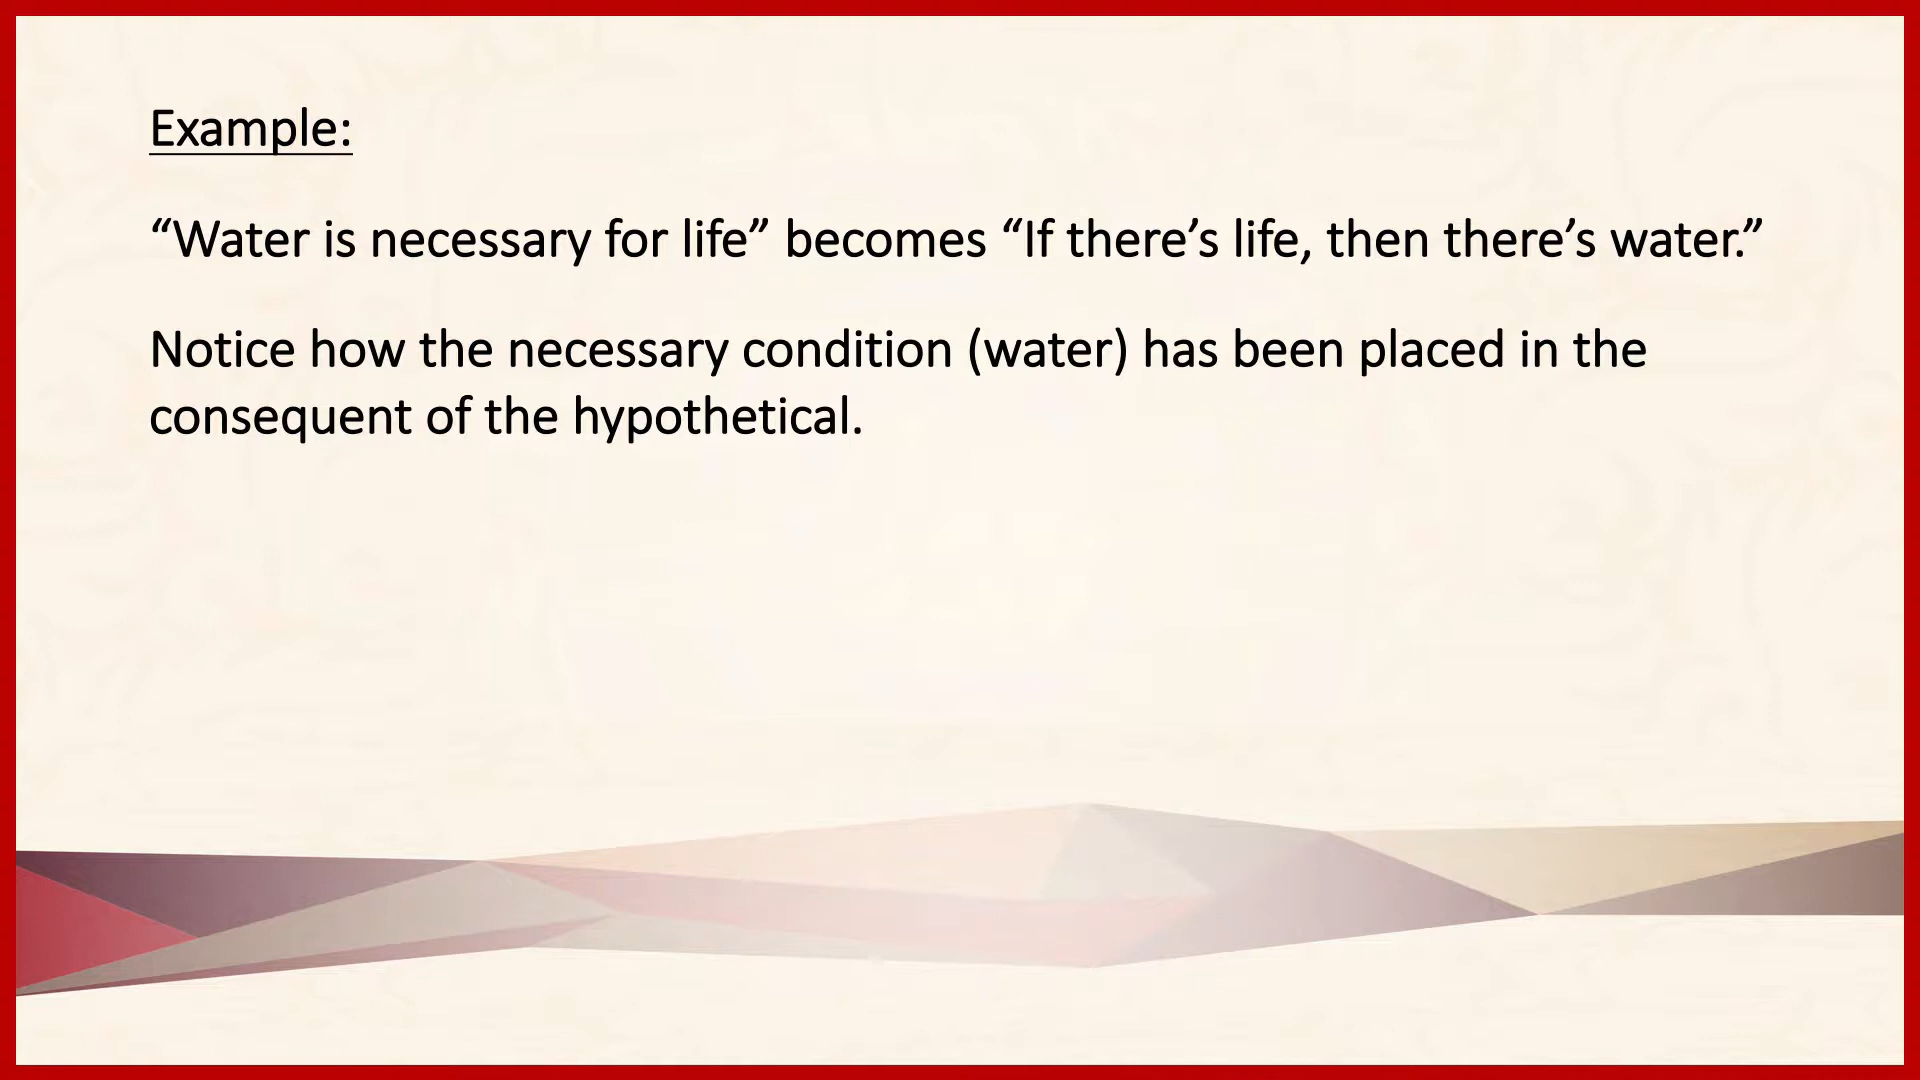 Example:
“Water is necessary for life” becomes “If there’s life, then there’s water.”
Notice how the necessary condition (water) has been placed in the
consequent of the hypothetical.